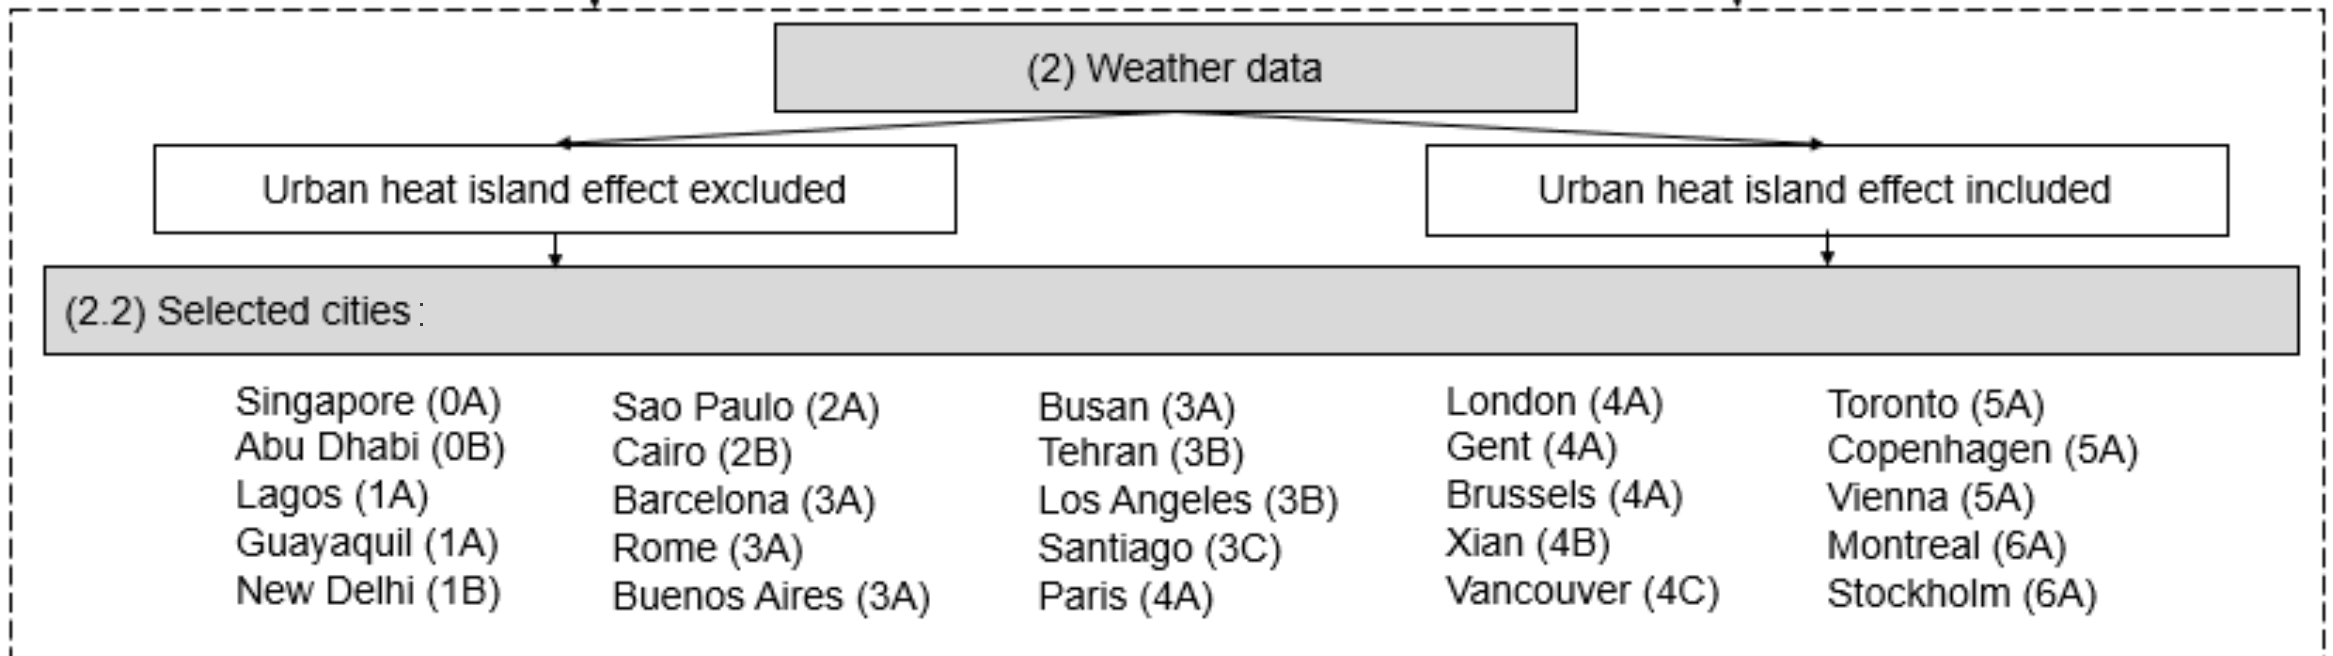 (2) Weather data
Urban heat island effect excluded
Urban heat island effect included
(2.2) Selected cities:
Singapore (0A)
Abu Dhabi (0B)
Lagos (1A)
Guayaquil (1A)
New Delhi (1B)
Sao Paulo (2A)
Cairo (2B)
Barcelona (3A)
Rome (3A)
Buenos Aires (3A)
Busan (3A)
Tehran (3B)
Los Angeles (3B)
Santiago (3C)
Paris (4A)
London (4A)
Gent (4A)
Brussels (4A)
Xian (4B)
Vancouver (4C)
Toronto (5A)
Copenhagen (5A)
Vienna (5A)
Montreal (6A)
Stockholm (6A)